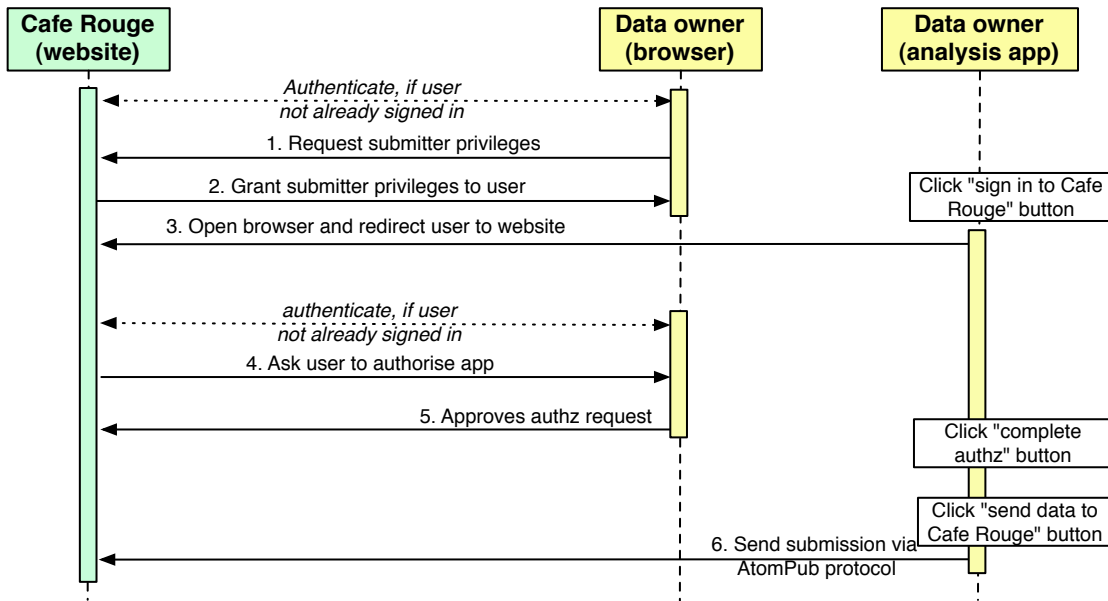 Cafe Rouge
(website)
Data owner
(browser)
Data owner
(analysis app)
Authenticate, if user
not already signed in
1. Request submitter privileges
2. Grant submitter privileges to user
Click "sign in to Cafe
Rouge" button
3. Open browser and redirect user to website
authenticate, if user
not already signed in
4. Ask user to authorise app
5. Approves authz request
Click "complete
authz" button
Click "send data to
Cafe Rouge" button
6. Send submission via
AtomPub protocol